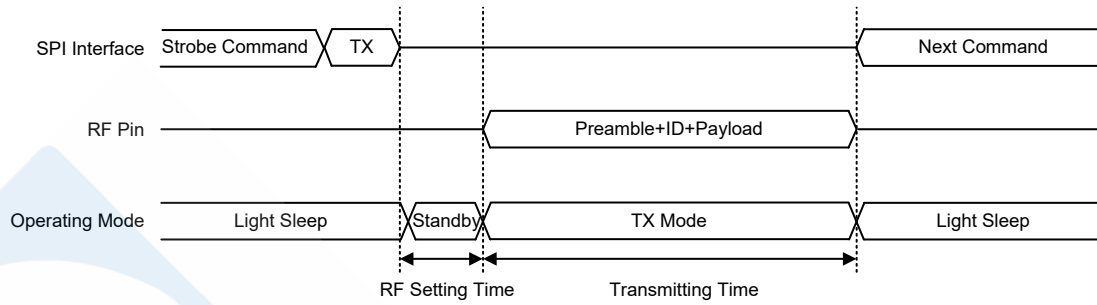 SPI Interface Strobe Command TX Next Command
RF Pin Preamble+ID+Payload
Operating Mode Light Sleep Standby TX Mode Light Sleep
RF Setting Time Transmitting Time